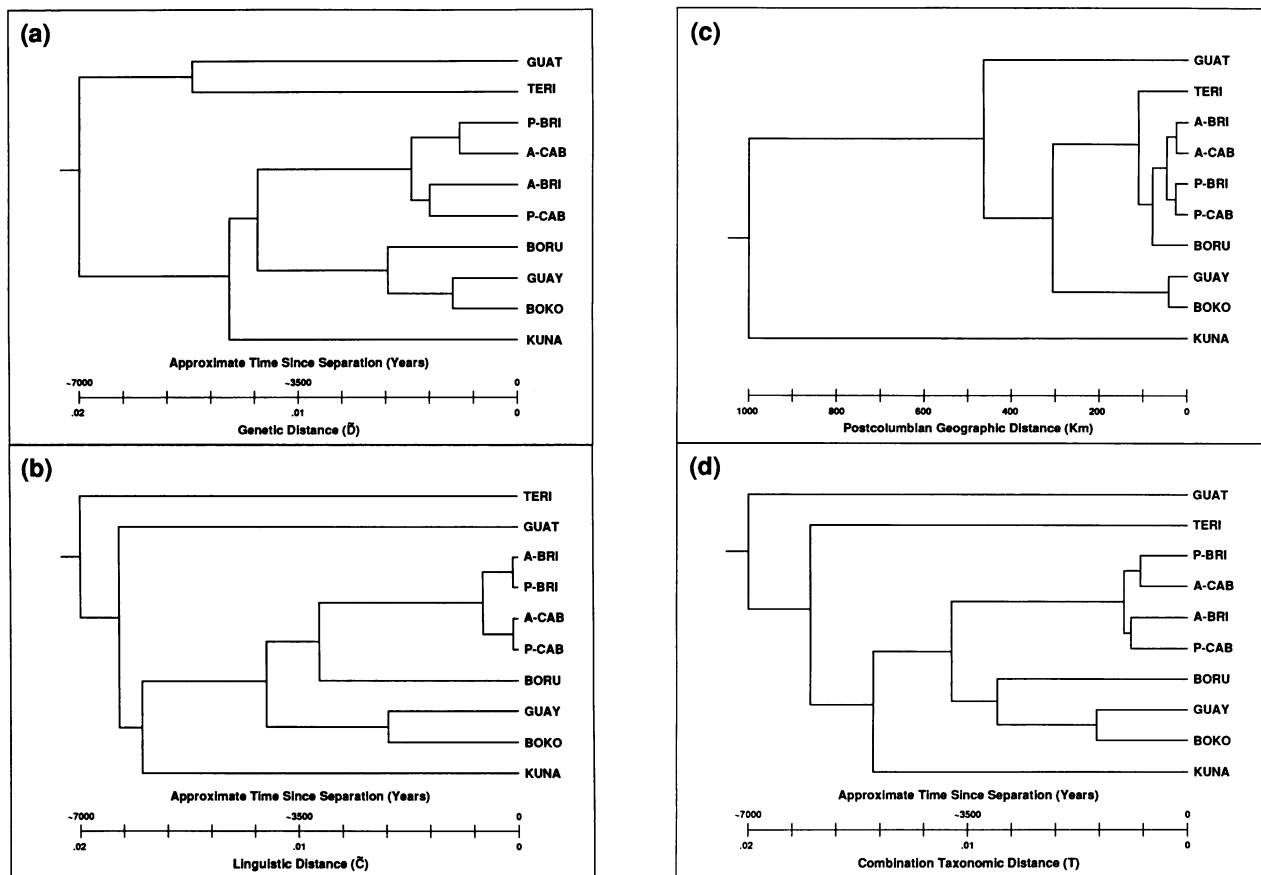 (a)
GUAT
TERI
P-BRI
A-CAB
A-BRI
P-CAB
BORU
GUAY
BOKO
KUNA
Approximate Time Since Separation (Years)
~7000 ~3500 0
.02 .01 0
Genetic Distance (D̃)
(b)
TERI
GUAT
A-BRI
P-BRI
A-CAB
P-CAB
BORU
GUAY
BOKO
KUNA
Approximate Time Since Separation (Years)
~7000 ~3500 0
.02 .01 0
Linguistic Distance (C̃)
(c)
GUAT
TERI
A-BRI
A-CAB
P-BRI
P-CAB
BORU
GUAY
BOKO
KUNA
1000 800 600 400 200 0
Postcolumbian Geographic Distance (Km)
(d)
GUAT
TERI
P-BRI
A-CAB
A-BRI
P-CAB
BORU
GUAY
BOKO
KUNA
Approximate Time Since Separation (Years)
~7000 ~3500 0
.02 .01 0
Combination Taxonomic Distance (T)